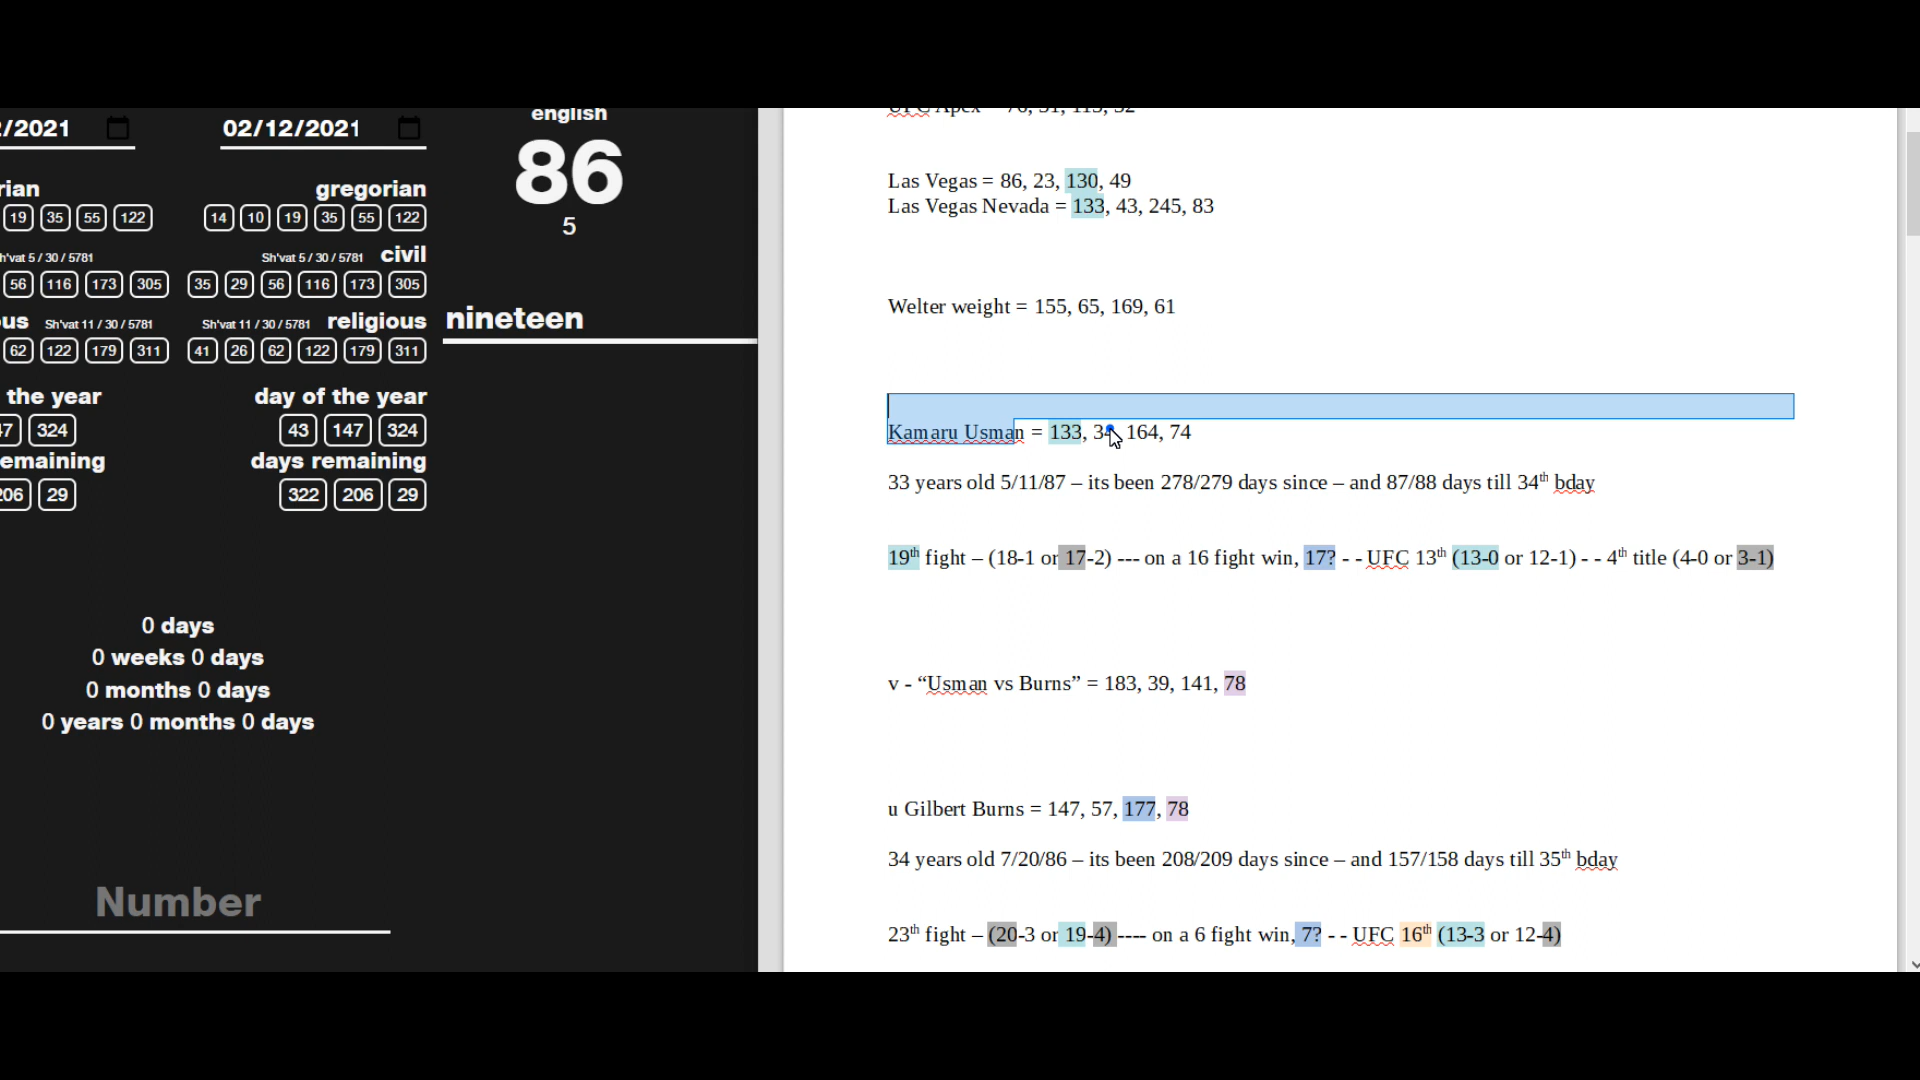 /2021 02/12/2021
rian gregorian
19 35 55 122 14 10 19 35 55 122
h'vat 5 / 30 / 5781 Sh'vat 5 / 30 / 5781 civil
56 116 173 305 35 29 56 116 173 305
us Sh'vat 11 / 30 / 5781 Sh'vat 11 / 30 / 5781 religious
62 122 179 311 41 26 62 122 179 311
the year day of the year
47 324 43 147 324
emaining days remaining
206 29 322 206 29
0 days
0 weeks 0 days
0 months 0 days
0 years 0 months 0 days
Number
english
86
5
nineteen
UFC Apex = 76, 31, 113, 32
Las Vegas = 86, 23, 130, 49
Las Vegas Nevada = 133, 43, 245, 83
Welter weight = 155, 65, 169, 61
Kamaru Usman = 133, 34, 164, 74
33 years old 5/11/87 – its been 278/279 days since – and 87/88 days till 34th bday
19th fight – (18-1 or 17-2) --- on a 16 fight win, 17? - - UFC 13th (13-0 or 12-1) - - 4th title (4-0 or 3-1)
v - “Usman vs Burns” = 183, 39, 141, 78
u Gilbert Burns = 147, 57, 177, 78
34 years old 7/20/86 – its been 208/209 days since – and 157/158 days till 35th bday
23th fight – (20-3 or 19-4) ---- on a 6 fight win, 7? - - UFC 16th (13-3 or 12-4)